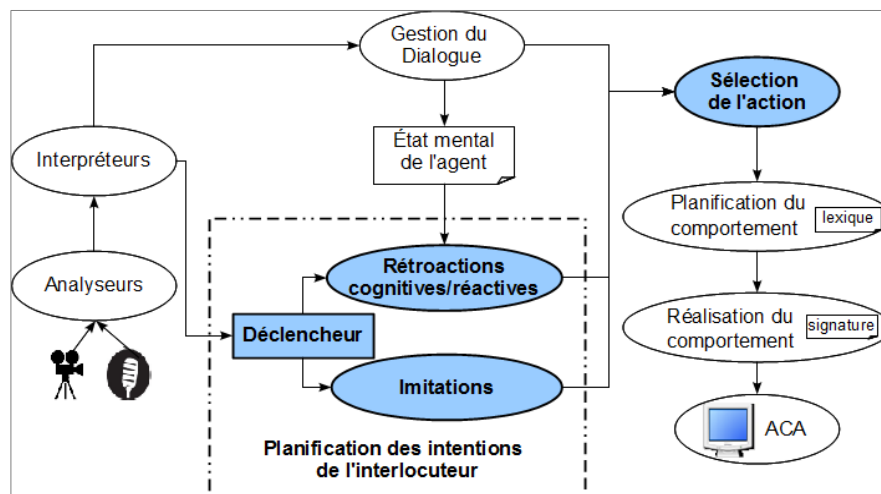 Gestion du
Dialogue
Sélection
de l'action
État mental
de l'agent
Interpréteurs
Planification du
comportement
lexique
Rétroactions
cognitives/réactives
Analyseurs
Déclencheur
Réalisation du
comportement
signature
Imitations
ACA
Planification des intentions
de l'interlocuteur